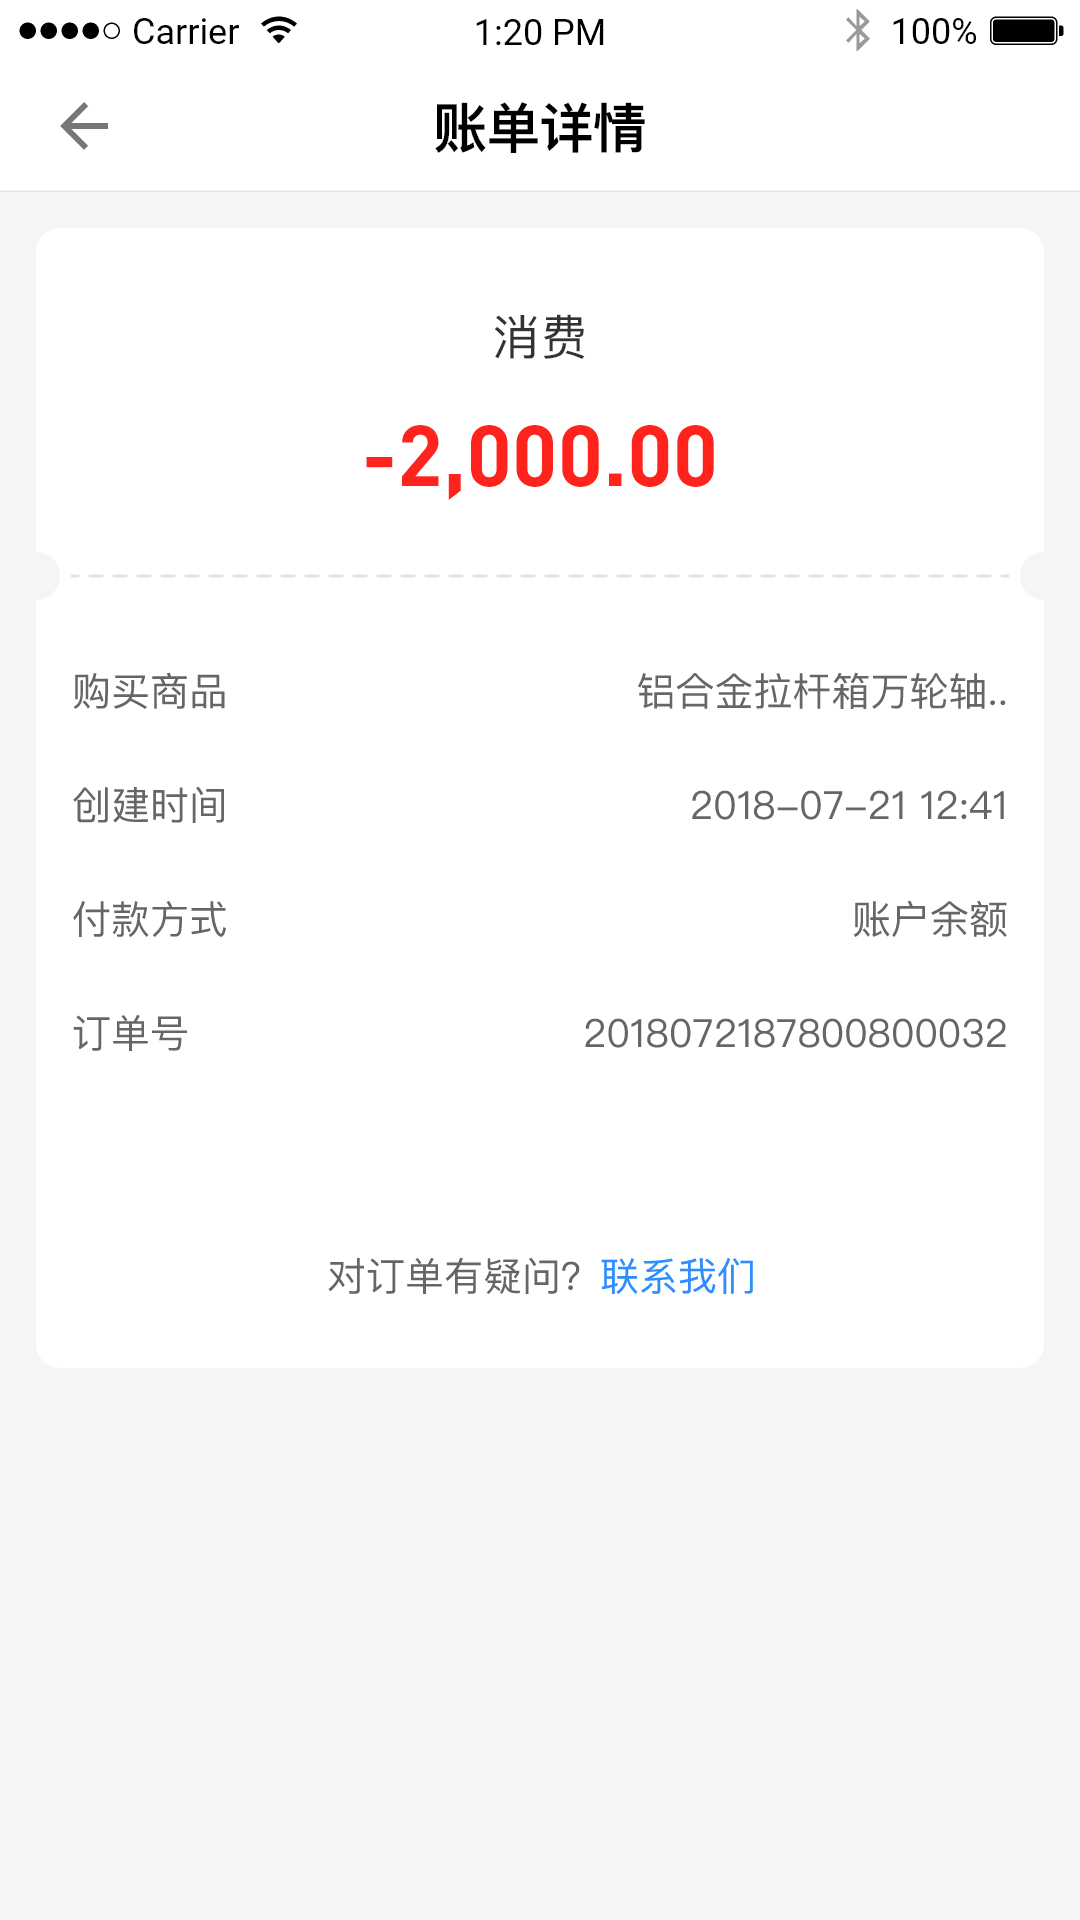 Carrier 1:20 PM 100%
账单详情
消费
-2,000.00
购买商品 铝合金拉杆箱万轮轴..
创建时间 2018-07-21 12:41
付款方式 账户余额
订单号 2018072187800800032
对订单有疑问? 联系我们